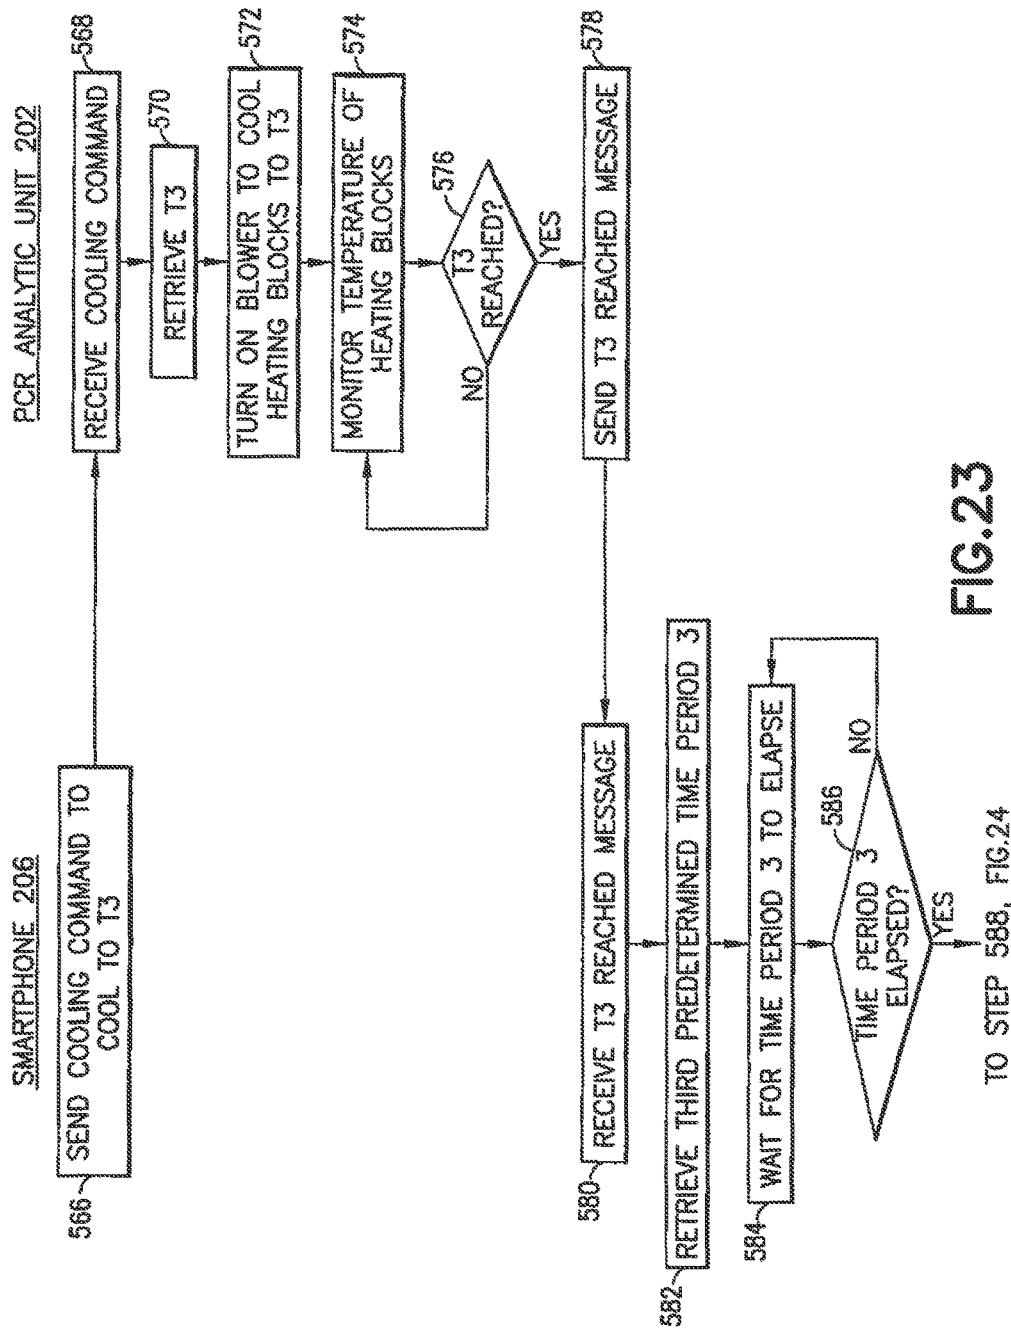 SMARTPHONE 206
PCR ANALYTIC UNIT 202
566
SEND COOLING COMMAND TO
COOL TO T3
RECEIVE COOLING COMMAND
568
RETRIEVE T3
570
TURN ON BLOWER TO COOL
HEATING BLOCKS TO T3
572
MONITOR TEMPERATURE OF
HEATING BLOCKS
574
T3
REACHED?
576
NO
YES
SEND T3 REACHED MESSAGE
578
580
RECEIVE T3 REACHED MESSAGE
582
RETRIEVE THIRD PREDETERMINED TIME PERIOD 3
584
WAIT FOR TIME PERIOD 3 TO ELAPSE
586
TIME PERIOD 3
ELAPSED?
NO
YES
TO STEP 588, FIG.24
FIG.23